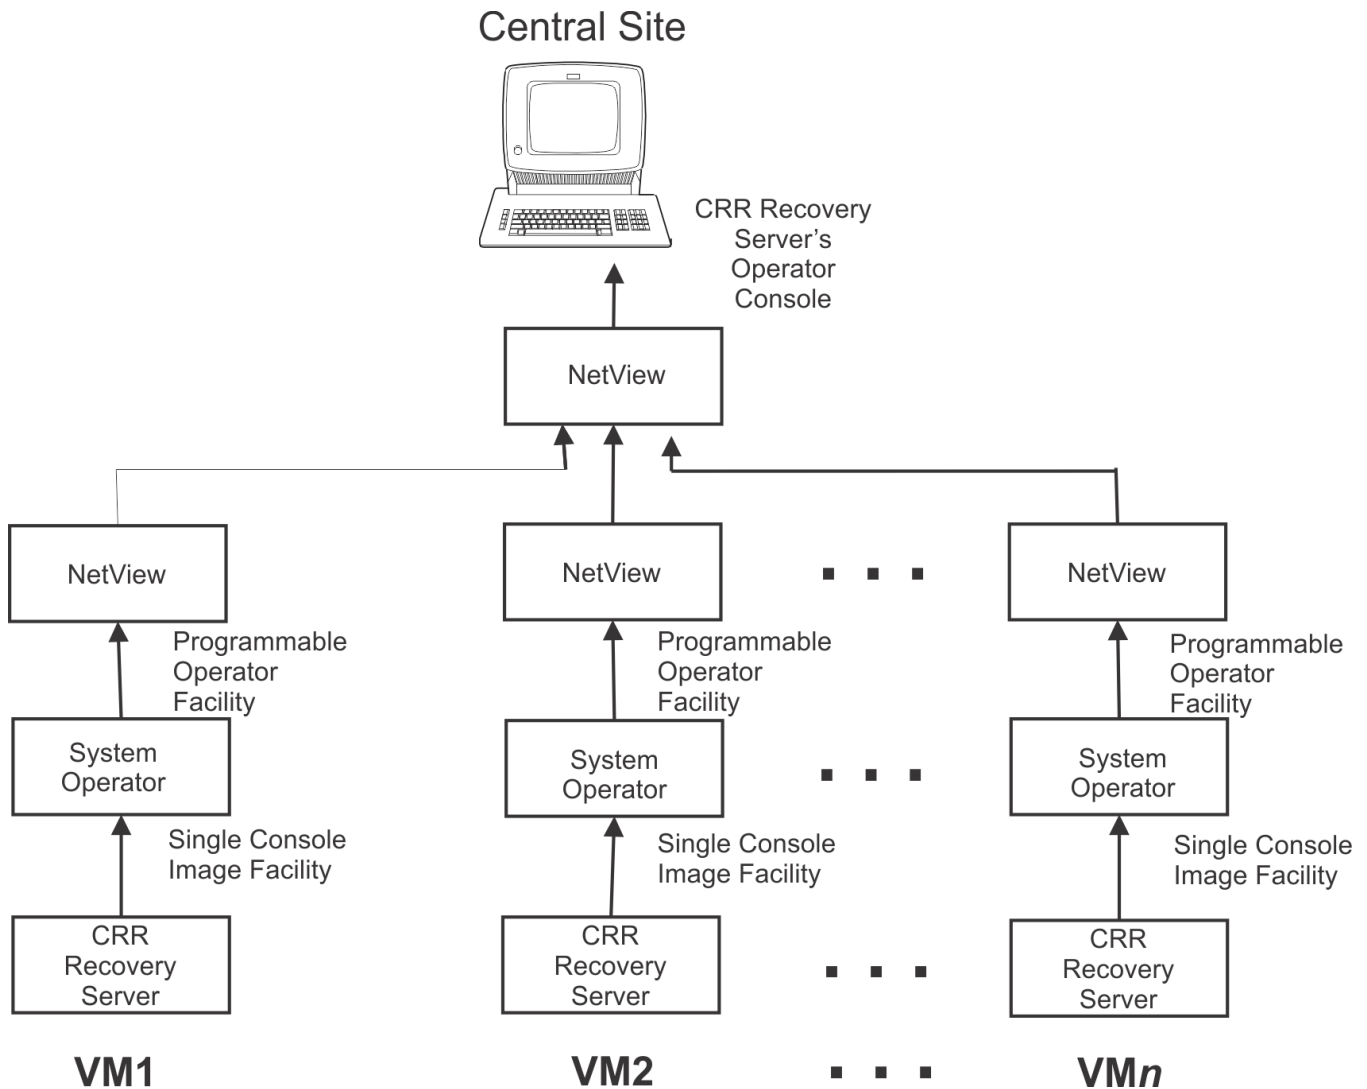 Central Site
CRR Recovery
Server's
Operator
Console
NetView
NetView
NetView
NetView
Programmable
Operator
Facility
Programmable
Operator
Facility
Programmable
Operator
Facility
System
Operator
System
Operator
System
Operator
Single Console
Image Facility
Single Console
Image Facility
Single Console
Image Facility
CRR
Recovery
Server
CRR
Recovery
Server
CRR
Recovery
Server
VM1
VM2
VMn